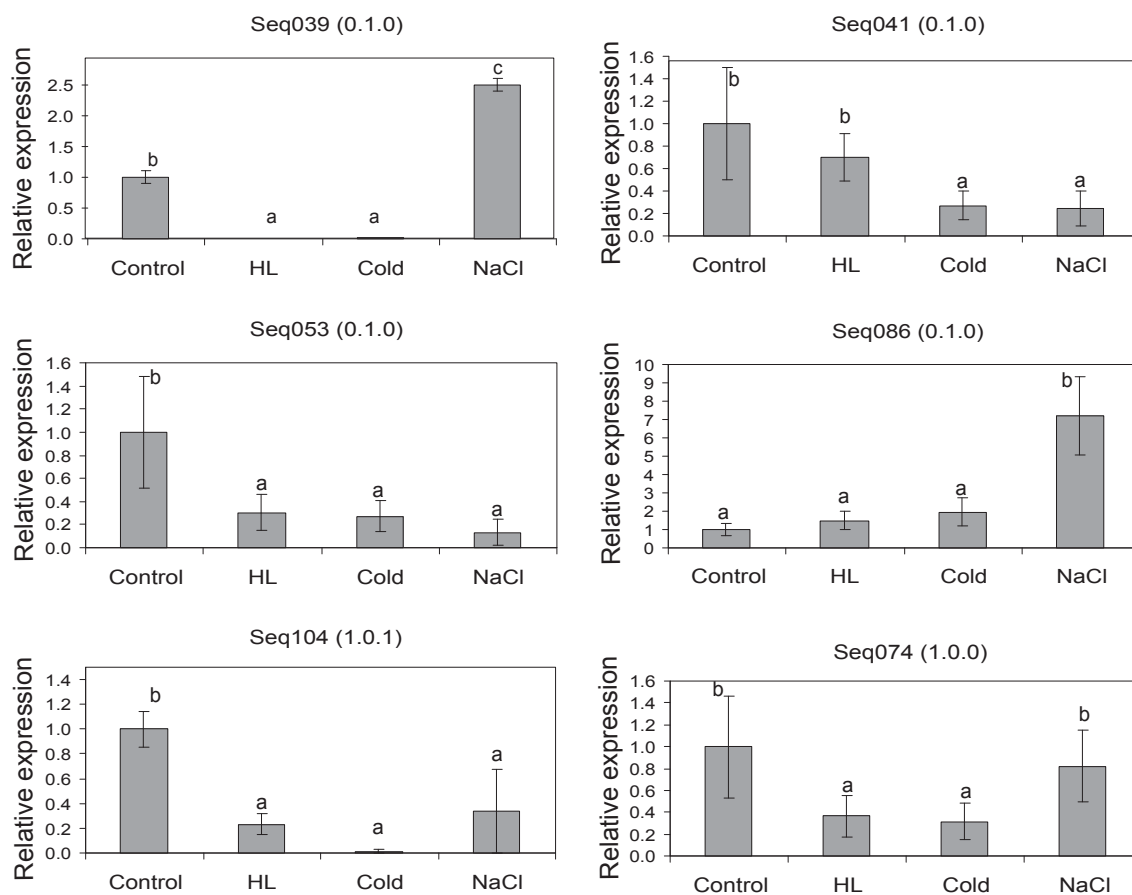 Seq039 (0.1.0)
Relative expression
2.5
2.0
1.5
1.0
0.5
0.0
b
a
a
c
Control HL Cold NaCl
Seq041 (0.1.0)
Relative expression
1.6
1.4
1.2
1.0
0.8
0.6
0.4
0.2
0.0
b
b
a
a
Control HL Cold NaCl
Seq053 (0.1.0)
Relative expression
1.6
1.4
1.2
1.0
0.8
0.6
0.4
0.2
0.0
b
a
a
a
Control HL Cold NaCl
Seq086 (0.1.0)
Relative expression
10
9
8
7
6
5
4
3
2
1
0
a
a
a
b
Control HL Cold NaCl
Seq104 (1.0.1)
Relative expression
1.4
1.2
1.0
0.8
0.6
0.4
0.2
0.0
b
a
a
a
Control HL Cold NaCl
Seq074 (1.0.0)
Relative expression
1.6
1.4
1.2
1.0
0.8
0.6
0.4
0.2
0.0
b
a
a
b
Control HL Cold NaCl